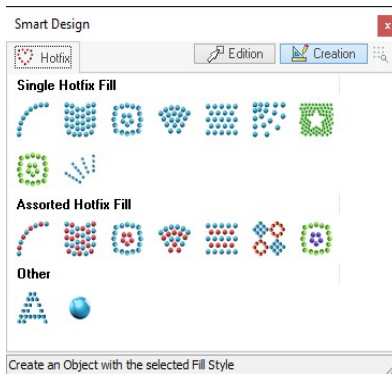 Smart Design
x
Hotfix
Edition
Creation
Single Hotfix Fill
Assorted Hotfix Fill
Other
Create an Object with the selected Fill Style